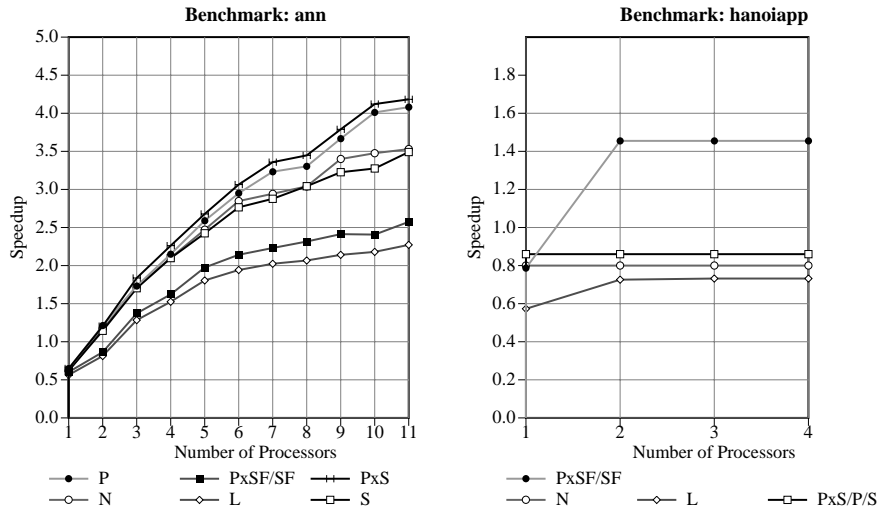 Benchmark: ann
Speedup
5.0
4.5
4.0
3.5
3.0
2.5
2.0
1.5
1.0
0.5
0.0
1 2 3 4 5 6 7 8 9 10 11
Number of Processors
P PxSF/SF PxS
N L S
Benchmark: hanoiapp
Speedup
1.8
1.6
1.4
1.2
1.0
0.8
0.6
0.4
0.2
0.0
1 2 3 4
Number of Processors
PxSF/SF
N L PxS/P/S